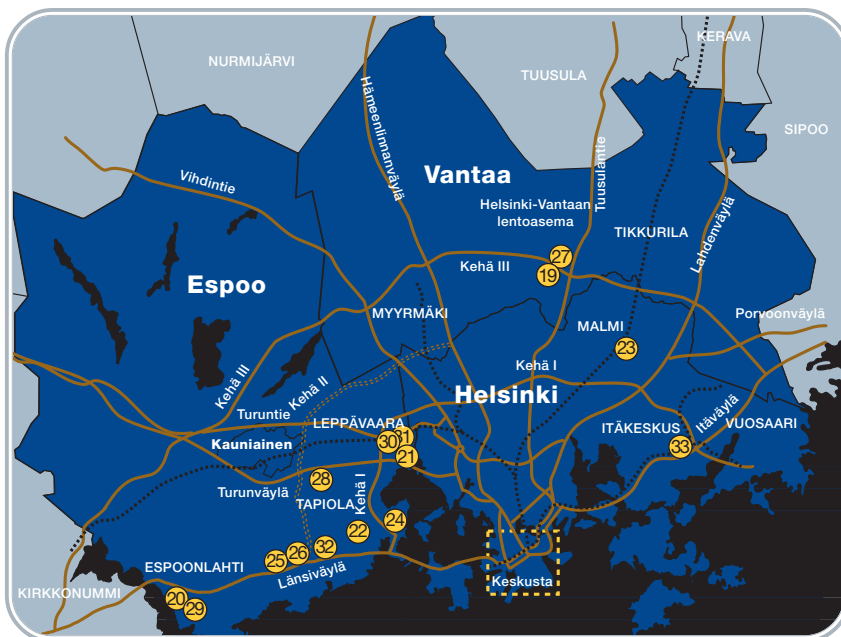 KERAVA
NURMIJÄRVI
TUUSULA
SIPOO
Hämeenlinnanväylä
Tuusulantie
Vihdintie
Vantaa
Helsinki-Vantaan
lentoasema
TIKKURILA
Lahdenväylä
27
Kehä III
19
Espoo
MYYRMÄKI
MALMI
Porvoonväylä
23
Kehä III
Kehä II
Kehä I
Helsinki
Turuntie
LEPPÄVAARA
ITÄKESKUS
Itäväylä
VUOSAARI
Kauniainen
30
31
33
21
28
Turunväylä
TAPIOLA
Kehä I
24
22
32
26
25
ESPOONLAHTI
Länsiväylä
Keskusta
KIRKKONUMMI
20
29